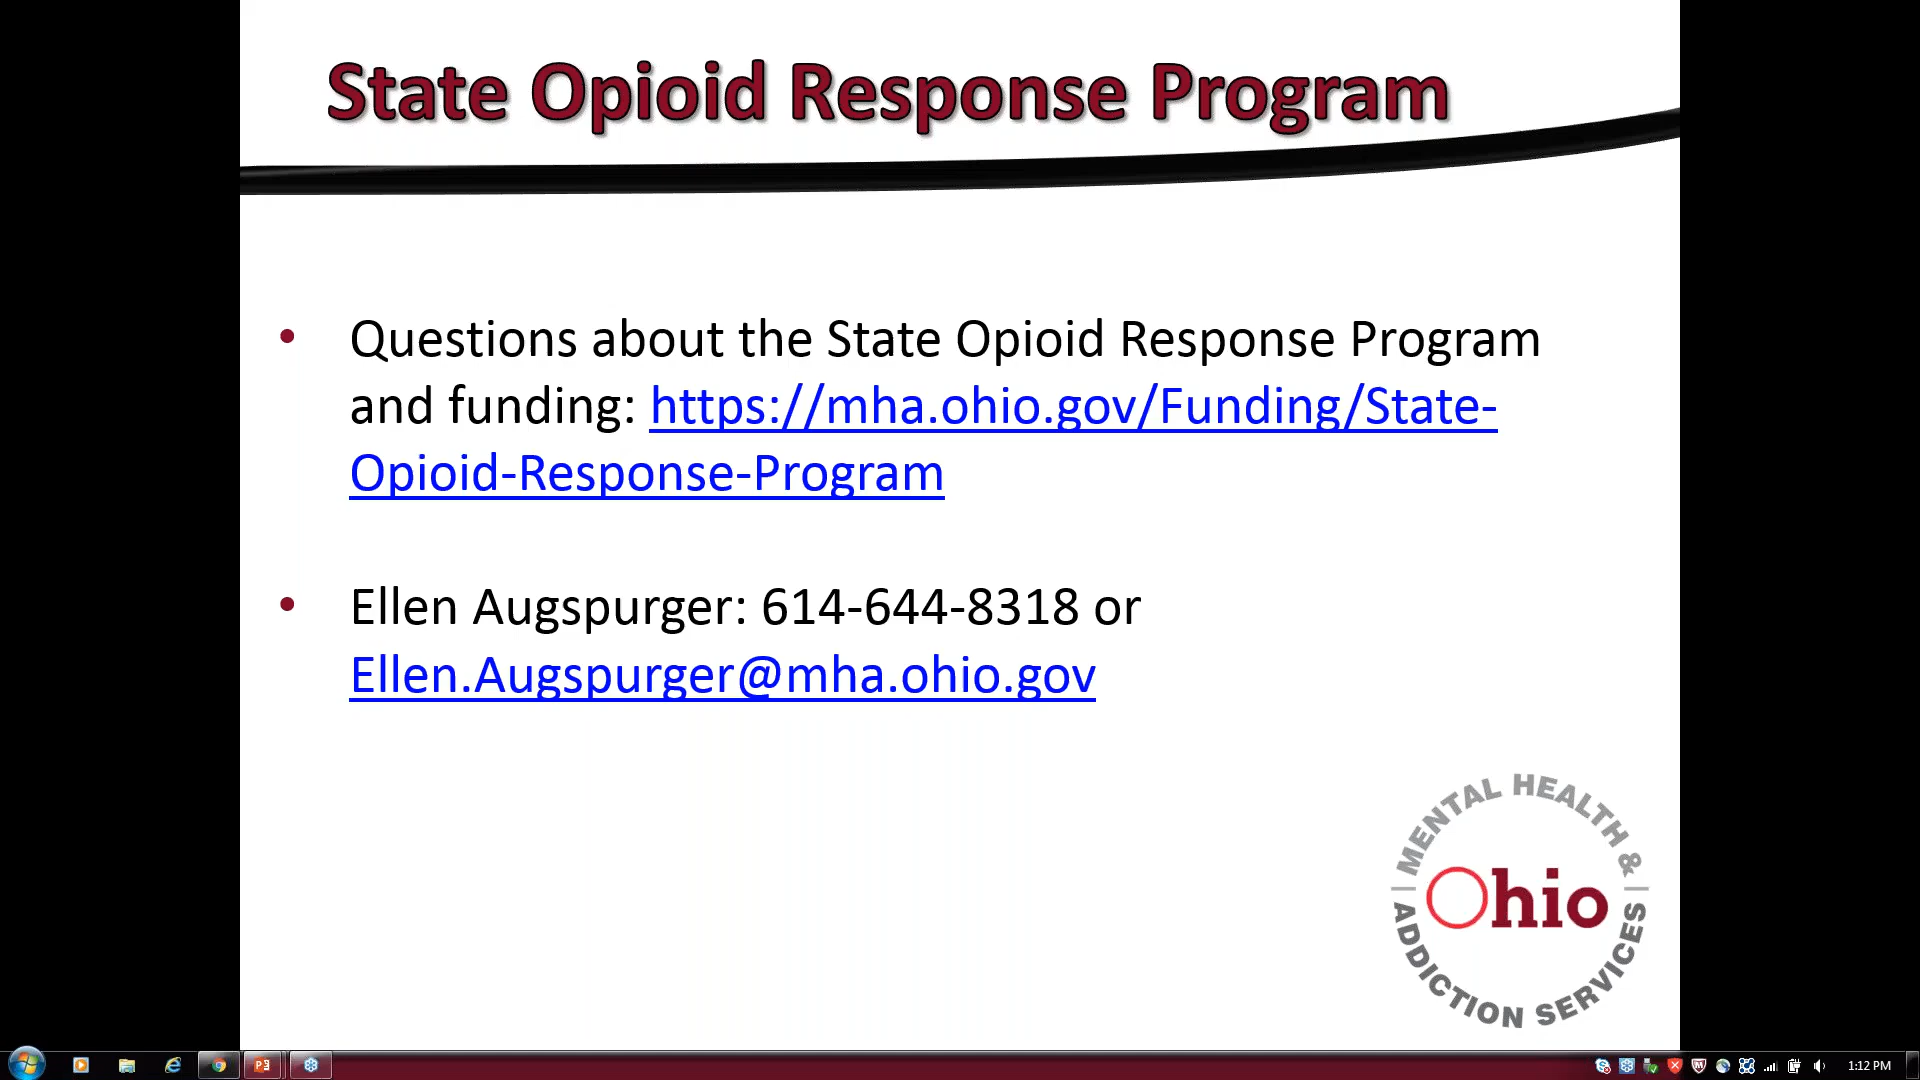 State Opioid Response Program
• Questions about the State Opioid Response Program
and funding: https://mha.ohio.gov/Funding/State-
Opioid-Response-Program
• Ellen Augspurger: 614-644-8318 or
Ellen.Augspurger@mha.ohio.gov
MENTAL HEALTH &
Ohio
ADDICTION SERVICES
1:12 PM